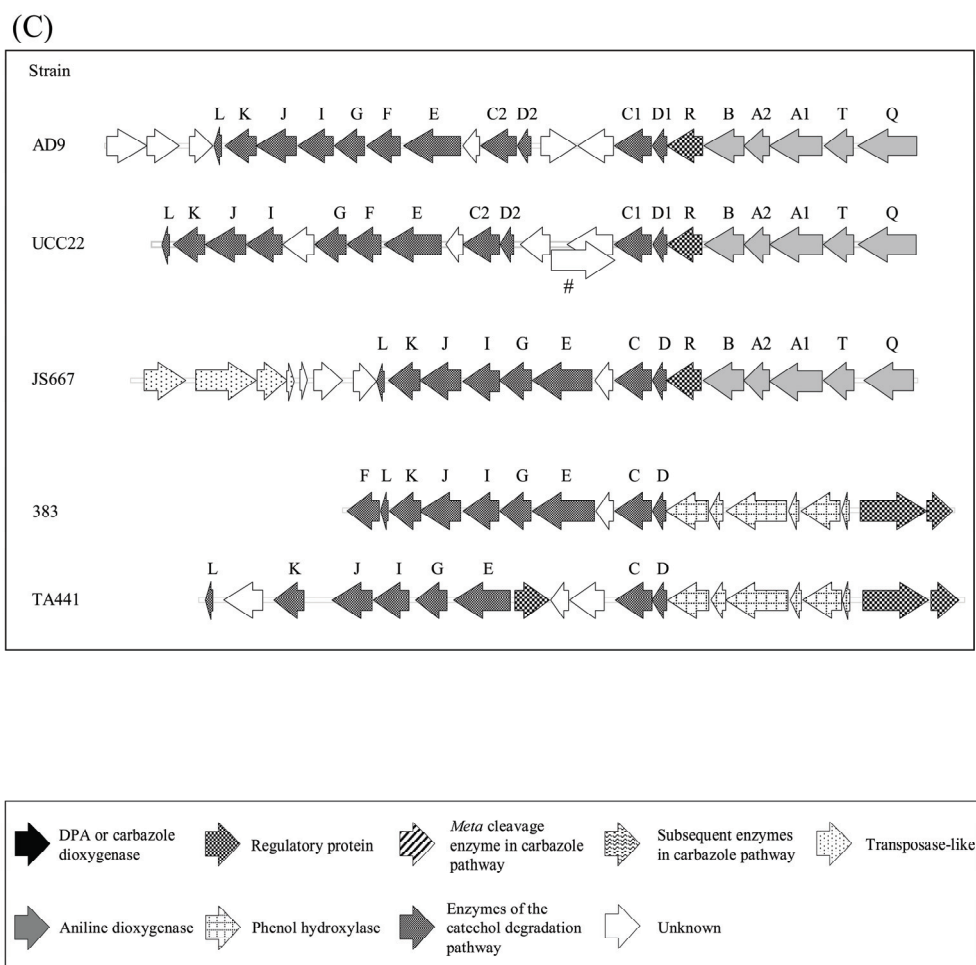 (C)
Strain
L K J I G F E C2 D2 C1 D1 R B A2 A1 T Q
AD9
L K J I G F E C2 D2 C1 D1 R B A2 A1 T Q
UCC22
#
L K J I G E C D R B A2 A1 T Q
JS667
F L K J I G E C D
383
L K J I G E C D
TA441
DPA or carbazole
dioxygenase
Regulatory protein
Meta cleavage
enzyme in carbazole
pathway
Subsequent enzymes
in carbazole pathway
Transposase-like
Aniline dioxygenase
Phenol hydroxylase
Enzymes of the
catechol degradation
pathway
Unknown